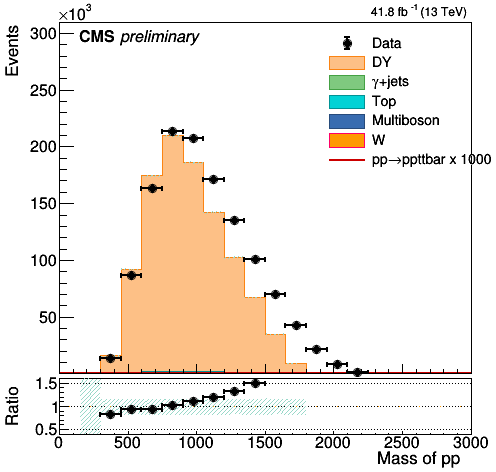 ×10³
41.8 fb⁻¹ (13 TeV)
CMS preliminary
Events
300
250
200
150
100
50
Data
DY
γ+jets
Top
Multiboson
W
pp→ppttbar x 1000
Ratio
1.5
1
0.5
0 500 1000 1500 2000 2500 3000
Mass of pp